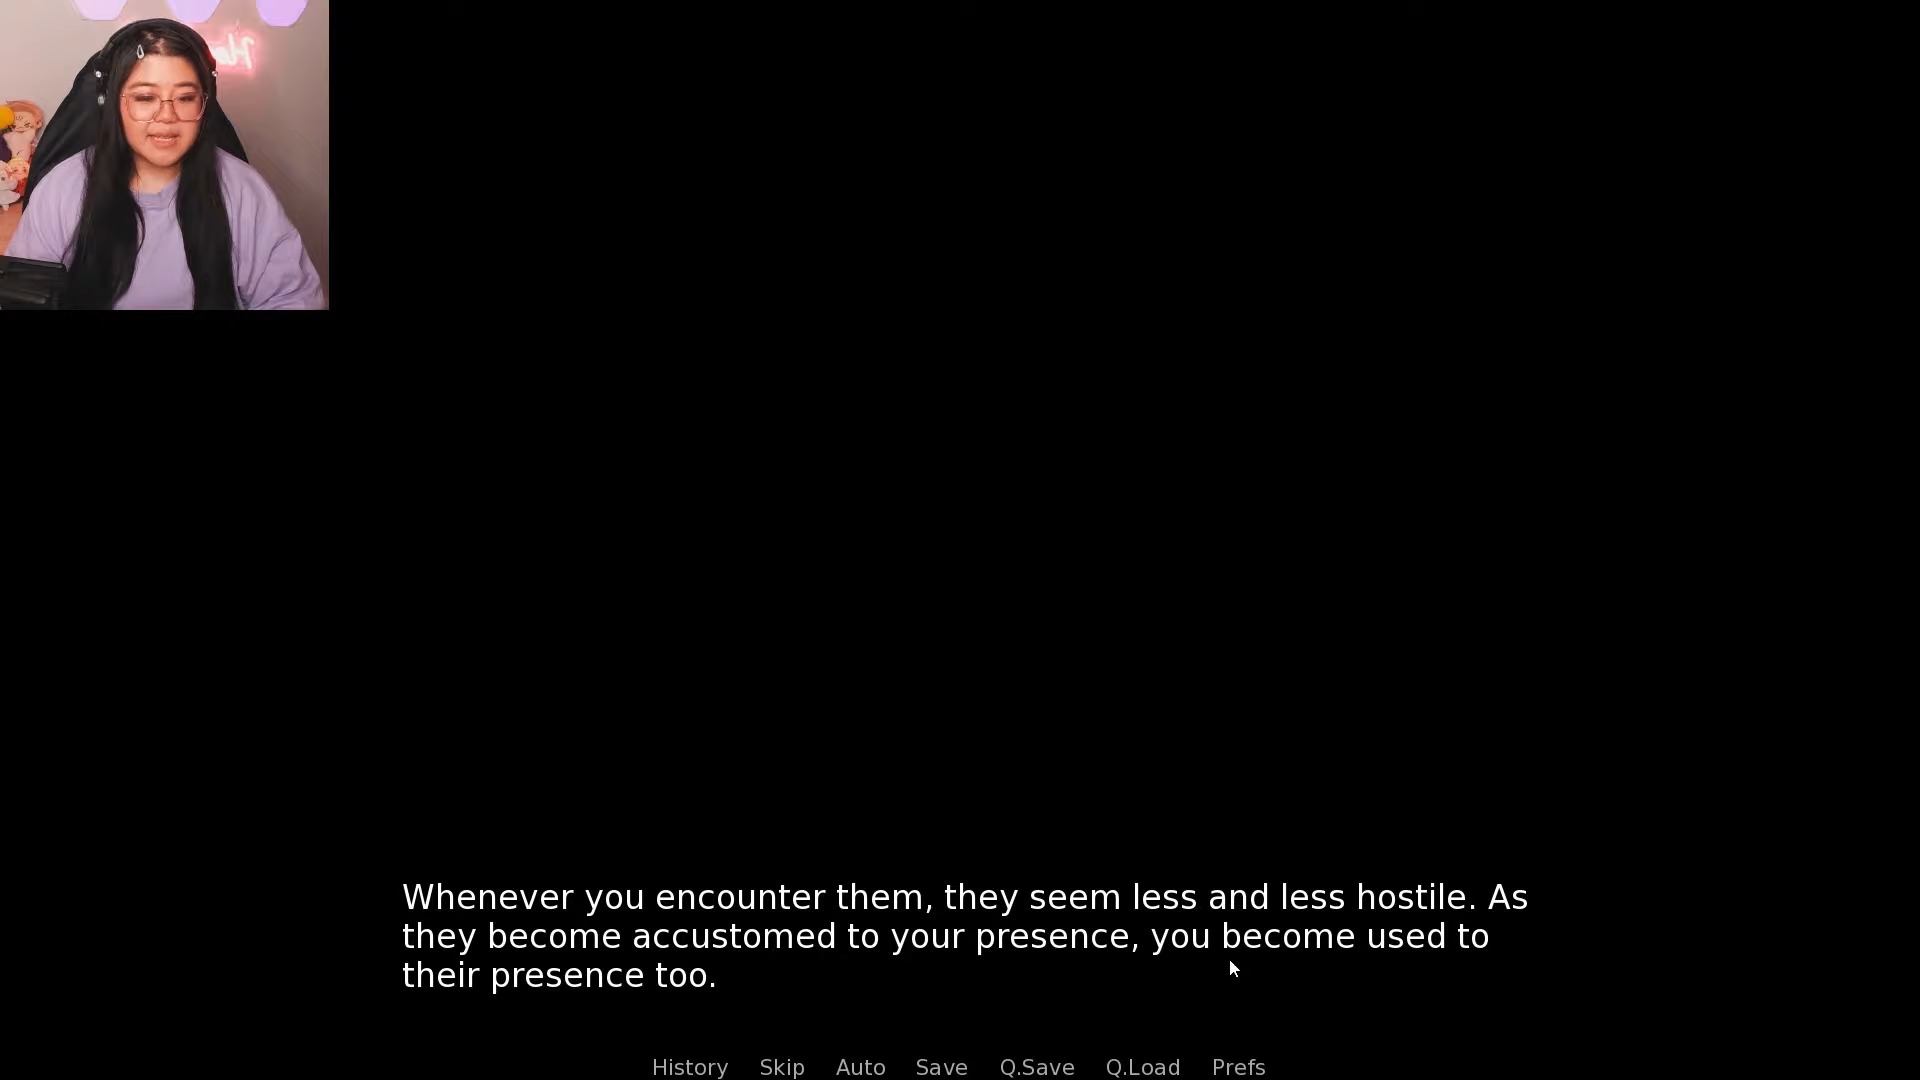 Whenever you encounter them, they seem less and less hostile. As
they become accustomed to your presence, you become used to
their presence too.
History Skip Auto Save Q.Save Q.Load Prefs